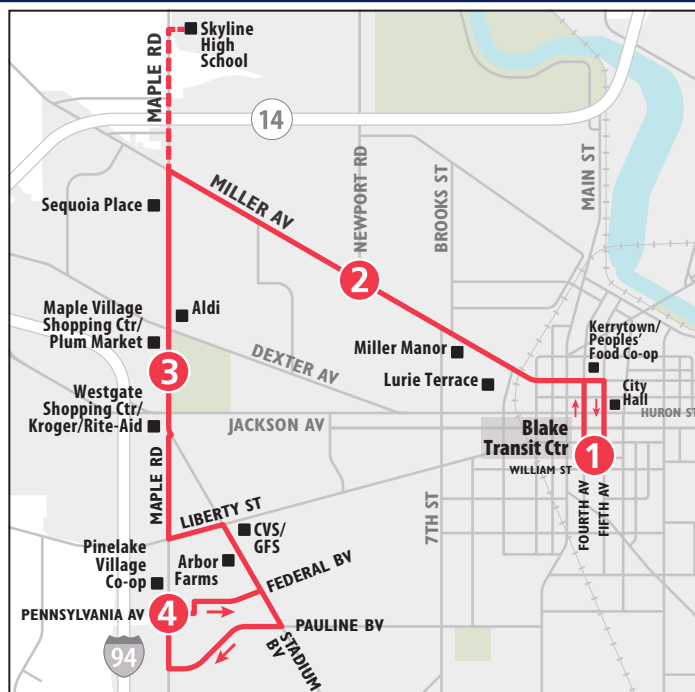 Skyline
High
School
MAPLE RD
14
MILLER AV
NEWPORT RD
BROOKS ST
MAIN ST
Sequoia Place
2
Aldi
Maple Village
Shopping Ctr/
Plum Market
3
DEXTER AV
Miller Manor
Lurie Terrace
Kerrytown/
Peoples’
Food Co-op
City
Hall
HURON ST
Westgate
Shopping Ctr/
Kroger/Rite-Aid
JACKSON AV
Blake
Transit Ctr
1
WILLIAM ST
MAPLE RD
LIBERTY ST
7TH ST
FOURTH AV
FIFTH AV
CVS/
GFS
Pinelake
Village
Co-op
Arbor
Farms
FEDERAL BV
PENNSYLVANIA AV
4
PAULINE BV
STADIUM
BV
94